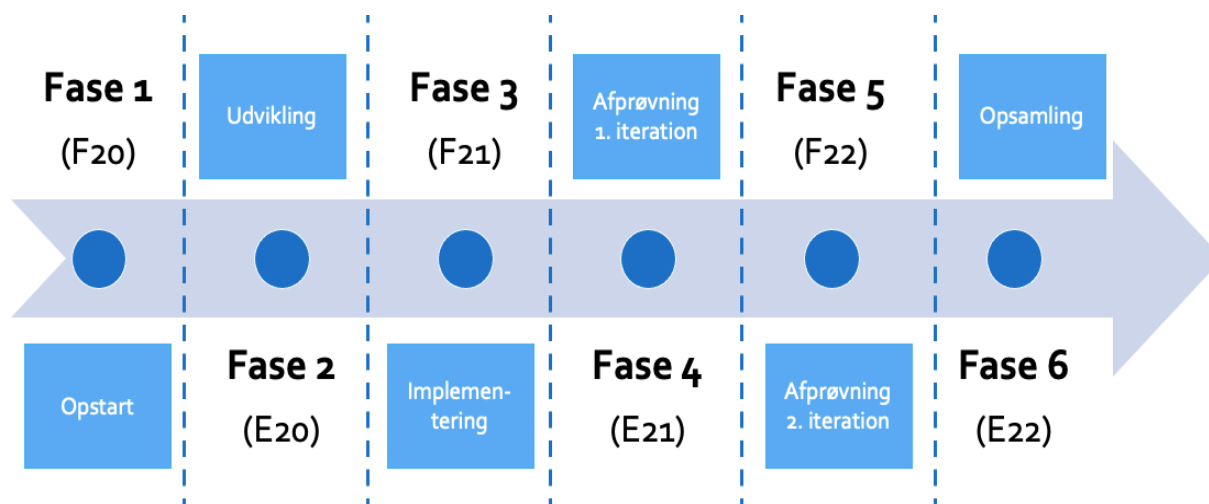 Fase 1
(F20)
Opstart
Udvikling
Fase 2
(E20)
Fase 3
(F21)
Implemen-
tering
Afprøvning
1. iteration
Fase 4
(E21)
Fase 5
(F22)
Afprøvning
2. iteration
Opsamling
Fase 6
(E22)